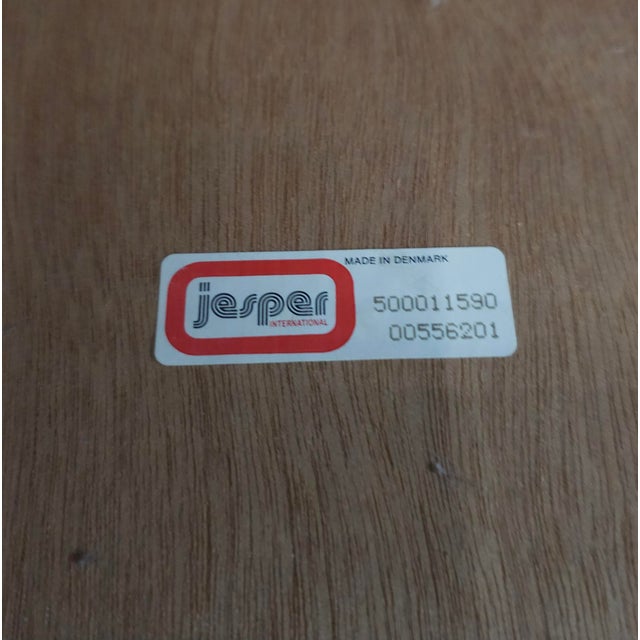 MADE IN DENMARK
jesper
INTERNATIONAL
500011590
00556201